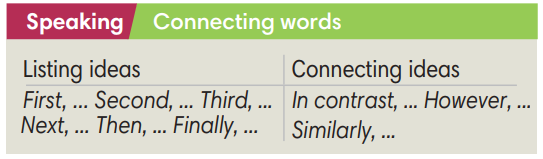 Speaking Connecting words
Listing ideas
First, ... Second, ... Third, ...
Next, ... Then, ... Finally, ...
Connecting ideas
In contrast, ... However, ...
Similarly, ...